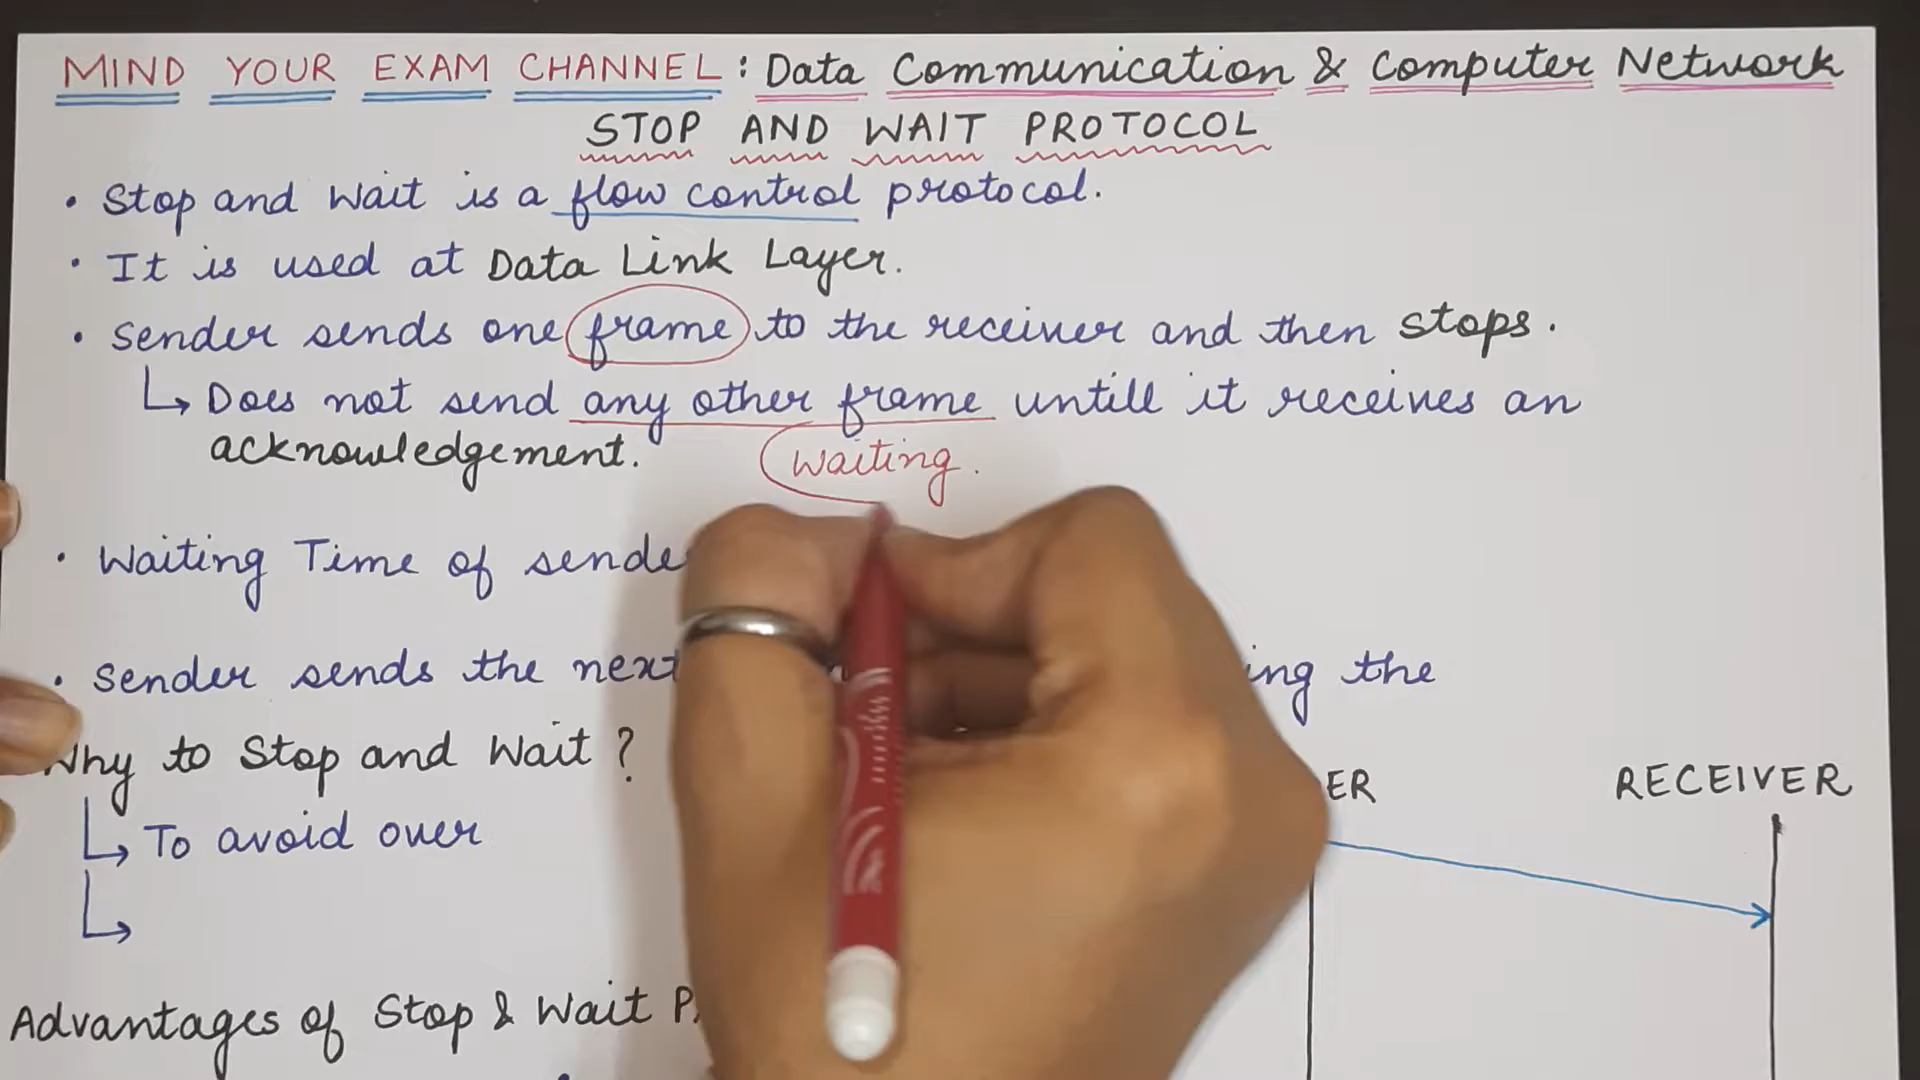 MIND YOUR EXAM CHANNEL : Data Communication & Computer Network
STOP AND WAIT PROTOCOL
• Stop and Wait is a flow control protocol.
• It is used at Data Link Layer.
• Sender sends one frame to the receiver and then stops.
↳ Does not send any other frame untill it receives an
acknowledgement.
waiting.
• Waiting Time of sende
• Sender sends the next ing the
Why to Stop and Wait ?
↳ To avoid over
↳
ER RECEIVER
Advantages of Stop & Wait P